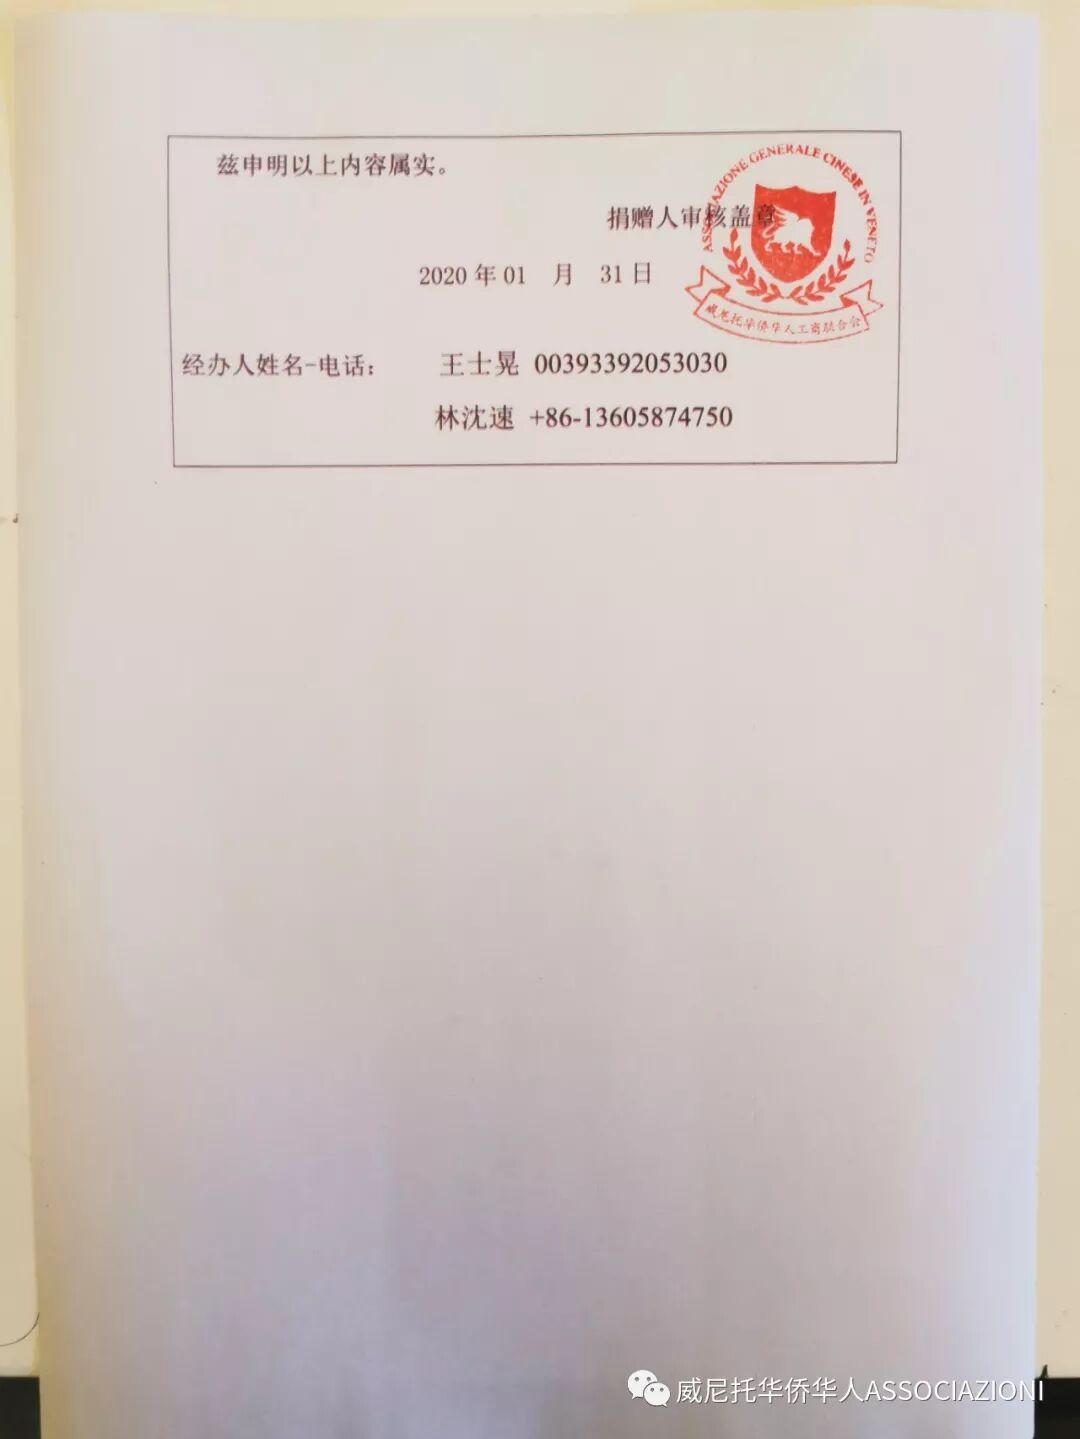 兹申明以上内容属实。
ASSOCIAZIONE GENERALE CINESE IN VENETO
捐赠人审核盖章
2020 年 01 月 31 日
威尼托华侨华人工商联合会
经办人姓名-电话： 王士晃 00393392053030
林沈速 +86-13605874750
威尼托华侨华人ASSOCIAZIONI